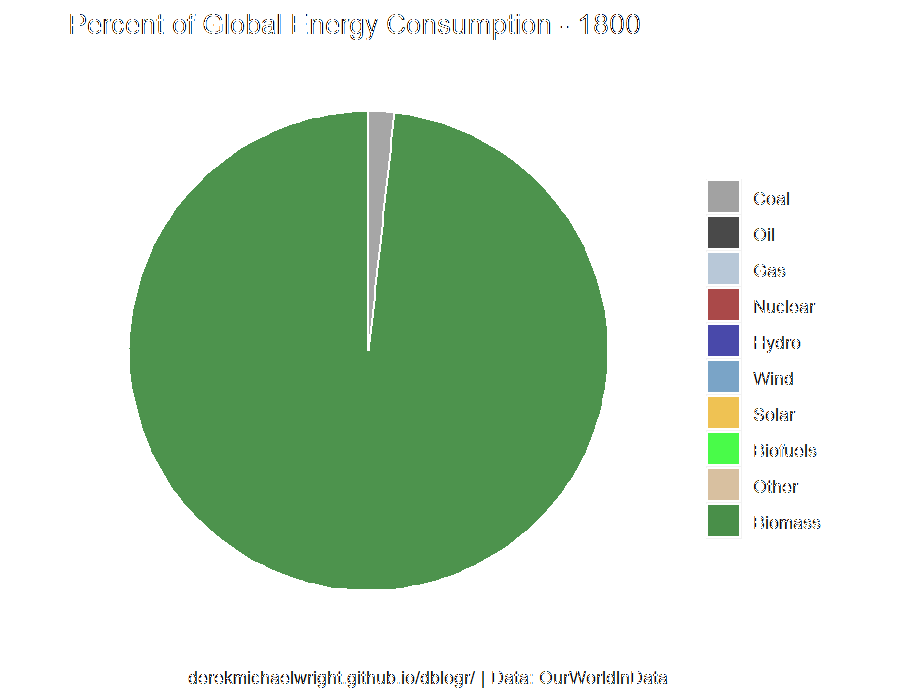 Percent of Global Energy Consumption - 1800
Coal
Oil
Gas
Nuclear
Hydro
Wind
Solar
Biofuels
Other
Biomass
derekmichaelwright.github.io/dblogr/ | Data: OurWorldInData